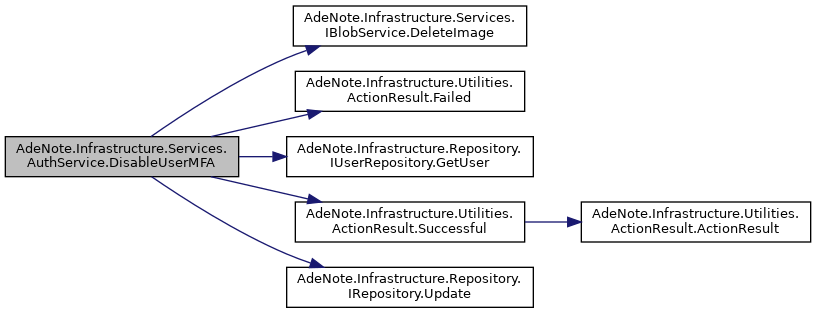 AdeNote.Infrastructure.Services.
IBlobService.DeleteImage
AdeNote.Infrastructure.Utilities.
ActionResult.Failed
AdeNote.Infrastructure.Services.
AuthService.DisableUserMFA
AdeNote.Infrastructure.Repository.
IUserRepository.GetUser
AdeNote.Infrastructure.Utilities.
ActionResult.Successful
AdeNote.Infrastructure.Utilities.
ActionResult.ActionResult
AdeNote.Infrastructure.Repository.
IRepository.Update